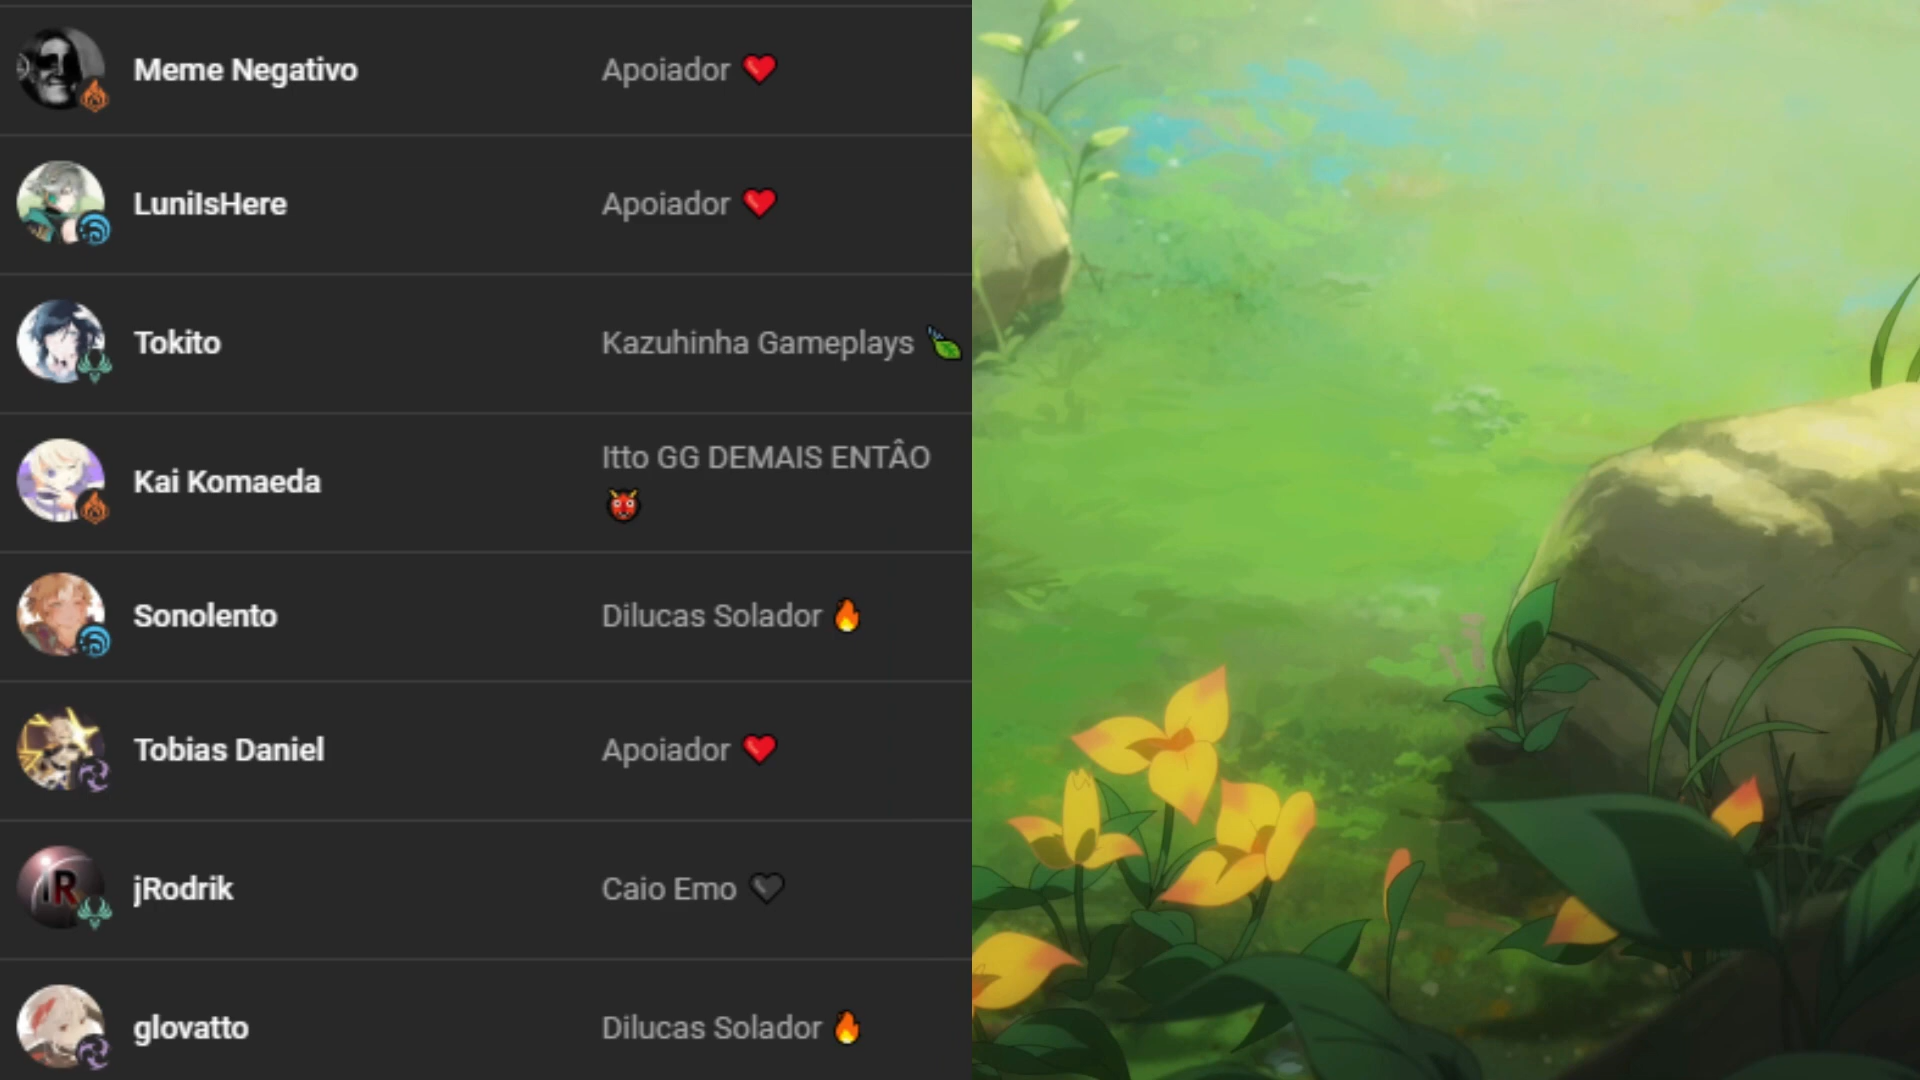 Meme Negativo Apoiador ❤️
LuniIsHere Apoiador ❤️
Tokito Kazuhinha Gameplays 🍃
Kai Komaeda Itto GG DEMAIS ENTÂO
👹
Sonolento Dilucas Solador 🔥
Tobias Daniel Apoiador ❤️
jRodrik Caio Emo 🖤
glovatto Dilucas Solador 🔥